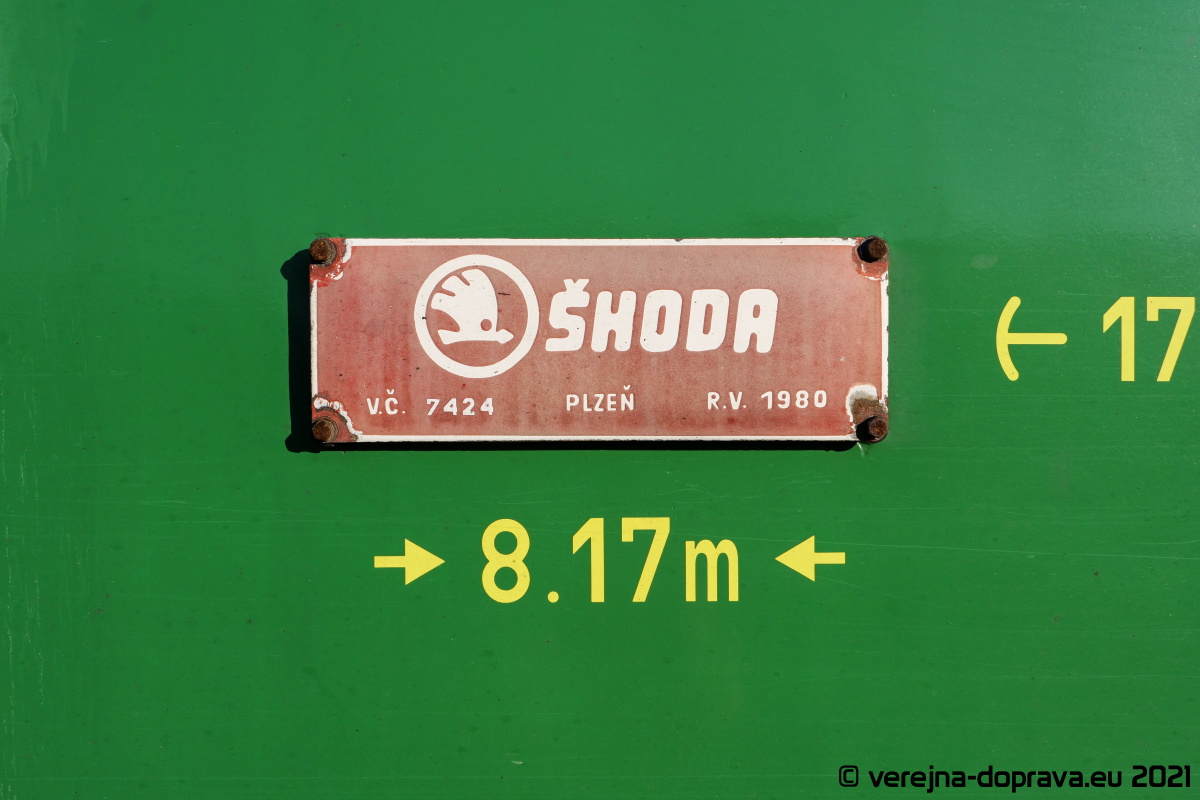 ŠKODA
V.Č. 7424 PLZEŇ R.V. 1980
17
8.17m
© verejna-doprava.eu 2021